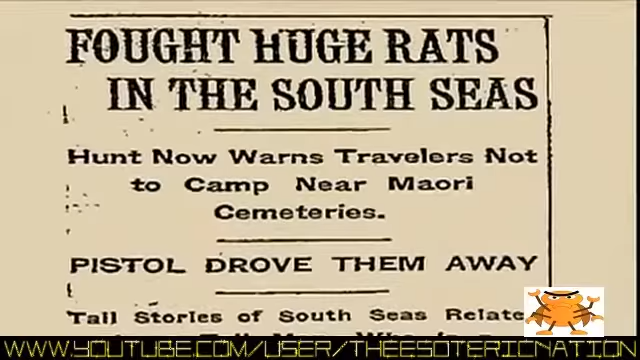 FOUGHT HUGE RATS
IN THE SOUTH SEAS
Hunt Now Warns Travelers Not
to Camp Near Maori
Cemeteries.
PISTOL DROVE THEM AWAY
Tall Stories of South Seas Relate
WWW.YOUTUBE.COM/USER/THEESOTERICNATION